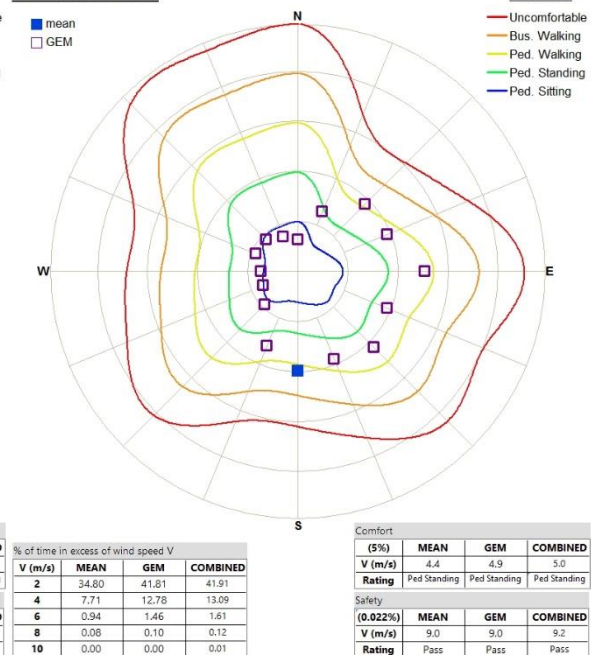 mean
GEM
N
Uncomfortable
Bus. Walking
Ped. Walking
Ped. Standing
Ped. Sitting
W
E
S
% of time in excess of wind speed V
V (m/s) MEAN GEM COMBINED
2 34.80 41.81 41.91
4 7.71 12.78 13.09
6 0.94 1.46 1.61
8 0.08 0.10 0.12
10 0.00 0.00 0.01
Comfort
(5%) MEAN GEM COMBINED
V (m/s) 4.4 4.9 5.0
Rating Ped Standing Ped Standing Ped Standing
Safety
(0.022%) MEAN GEM COMBINED
V (m/s) 9.0 9.0 9.2
Rating Pass Pass Pass